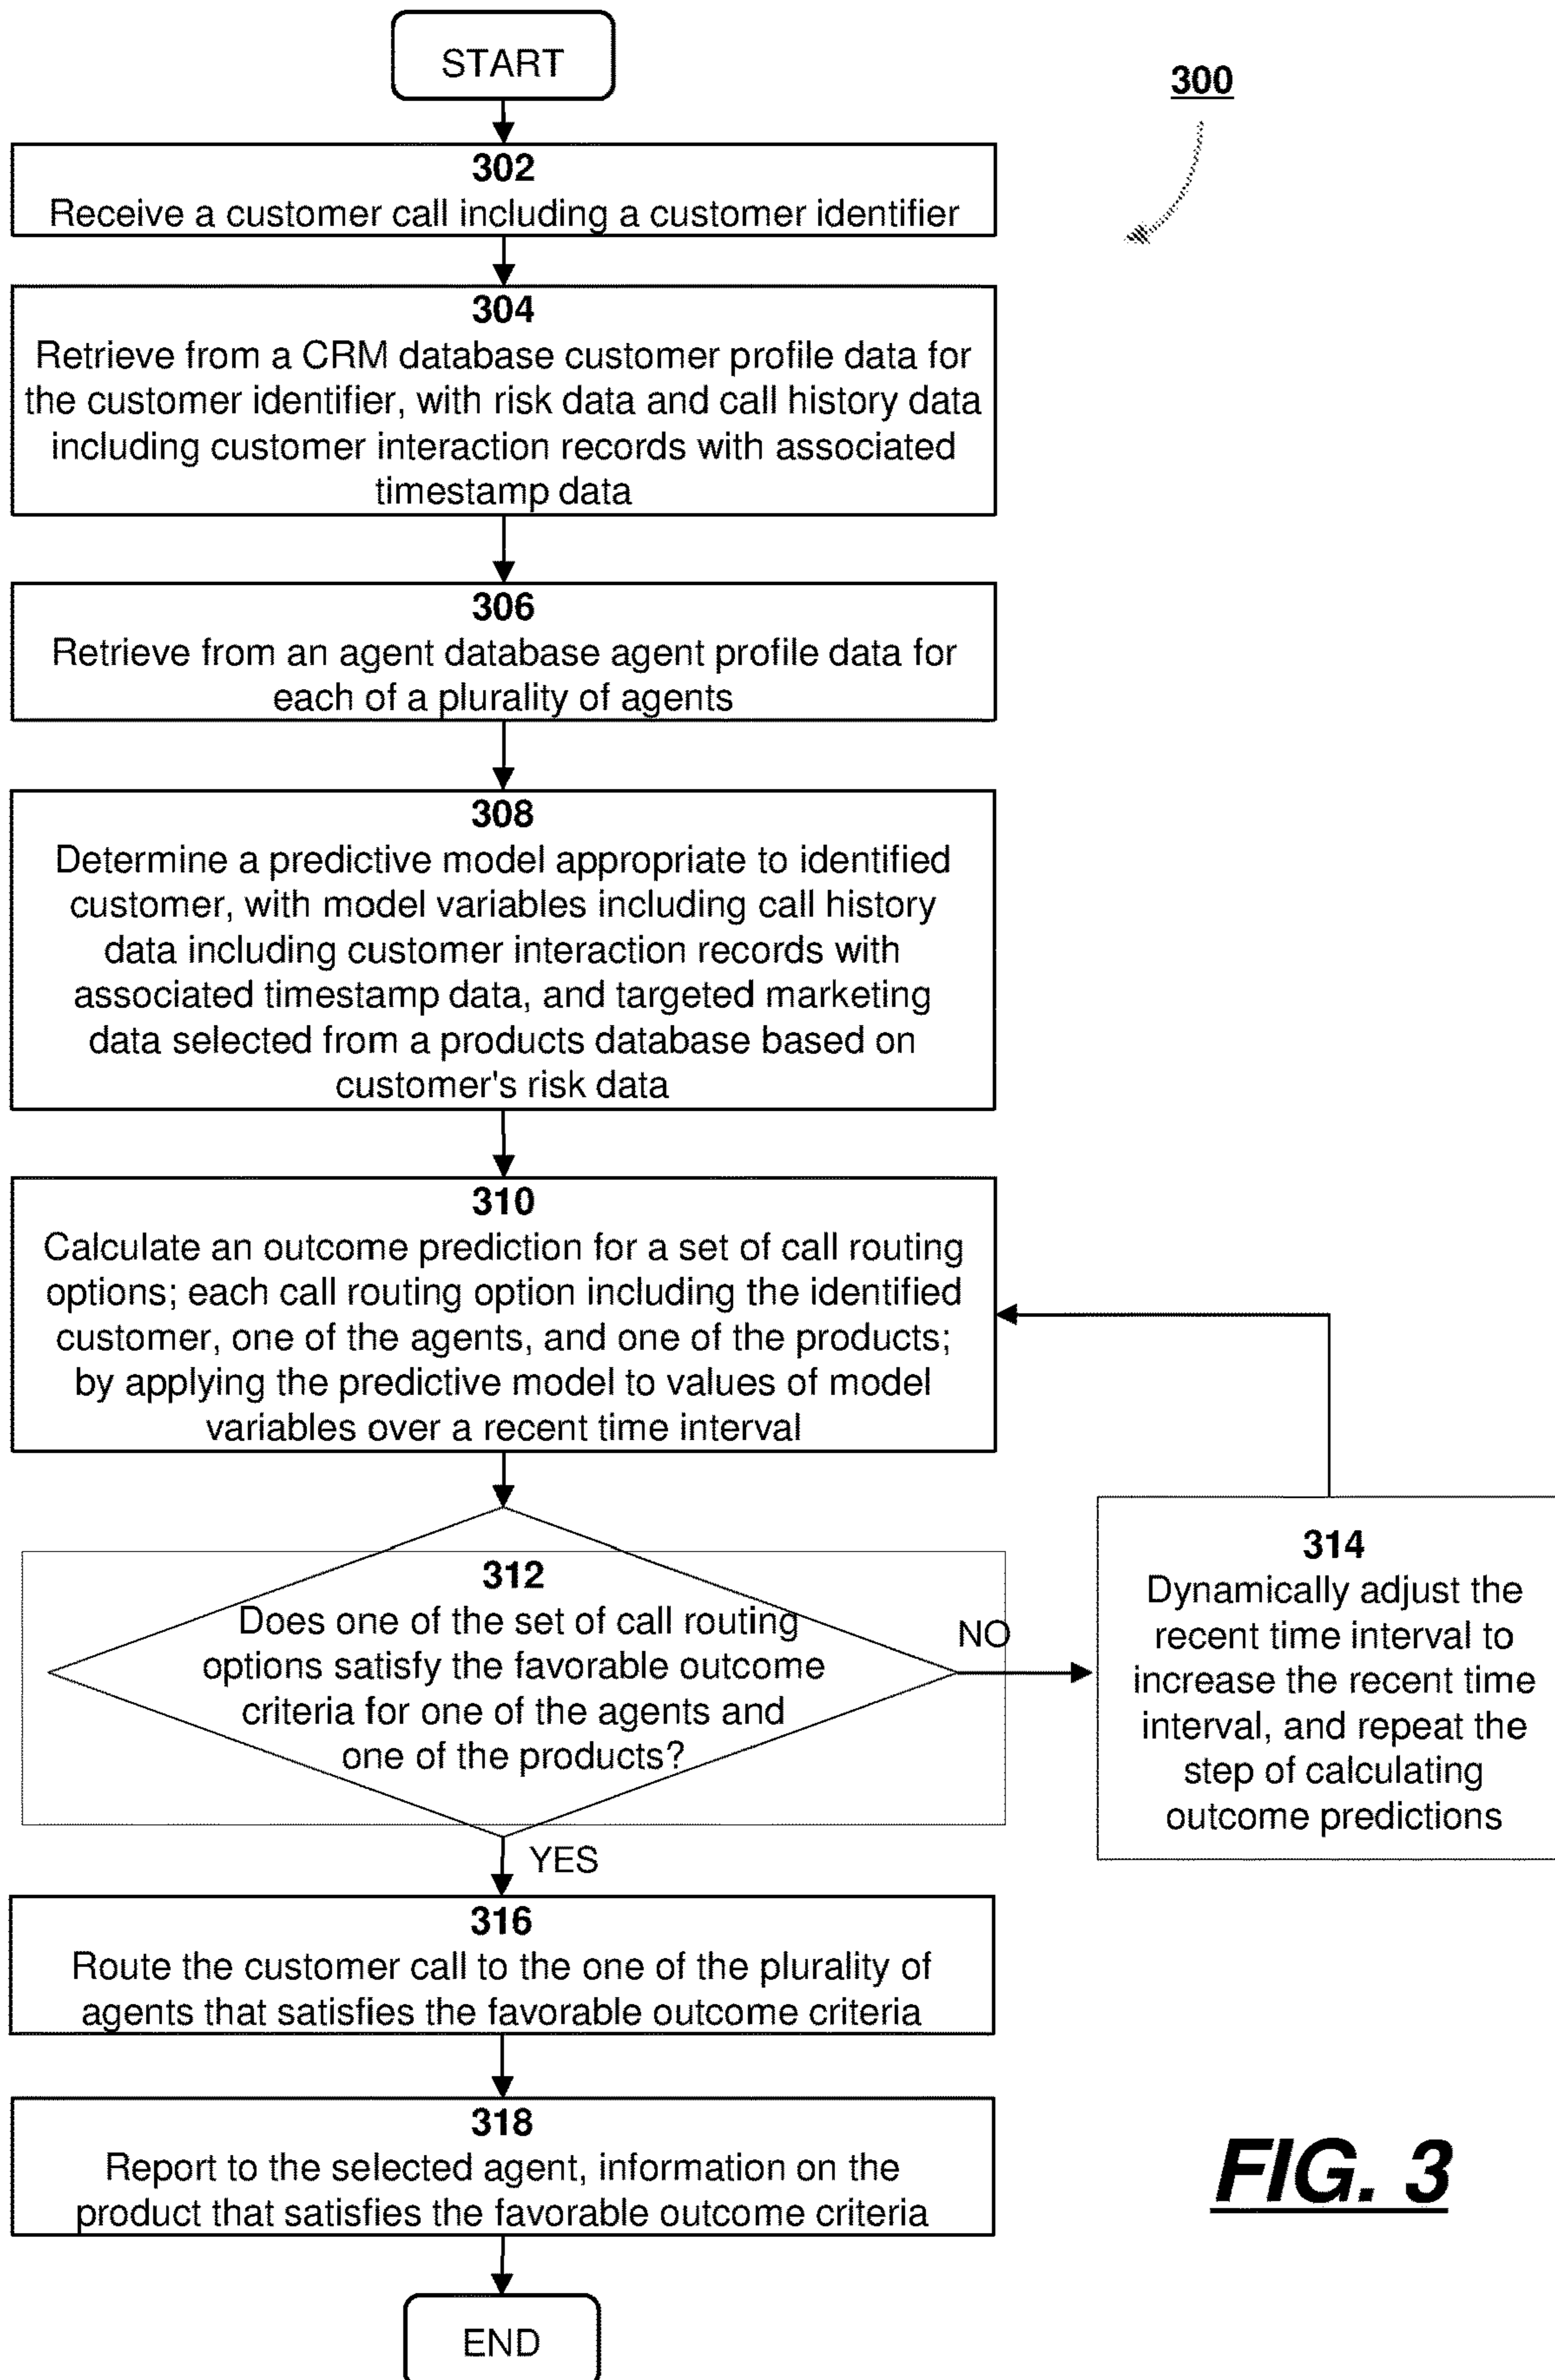 START
300
302
Receive a customer call including a customer identifier
304
Retrieve from a CRM database customer profile data for
the customer identifier, with risk data and call history data
including customer interaction records with associated
timestamp data
306
Retrieve from an agent database agent profile data for
each of a plurality of agents
308
Determine a predictive model appropriate to identified
customer, with model variables including call history
data including customer interaction records with
associated timestamp data, and targeted marketing
data selected from a products database based on
customer's risk data
310
Calculate an outcome prediction for a set of call routing
options; each call routing option including the identified
customer, one of the agents, and one of the products;
by applying the predictive model to values of model
variables over a recent time interval
312
Does one of the set of call routing
options satisfy the favorable outcome
criteria for one of the agents and
one of the products?
NO
314
Dynamically adjust the
recent time interval to
increase the recent time
interval, and repeat the
step of calculating
outcome predictions
YES
316
Route the customer call to the one of the plurality of
agents that satisfies the favorable outcome criteria
318
Report to the selected agent, information on the
product that satisfies the favorable outcome criteria
FIG. 3
END